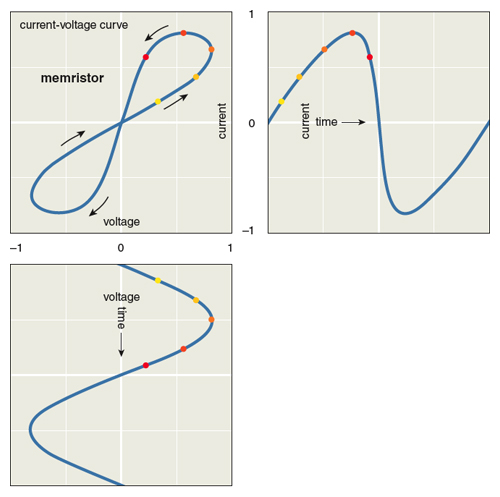 current-voltage curve
memristor
current
voltage
−1
0
1
1
0
−1
current
time
voltage
time